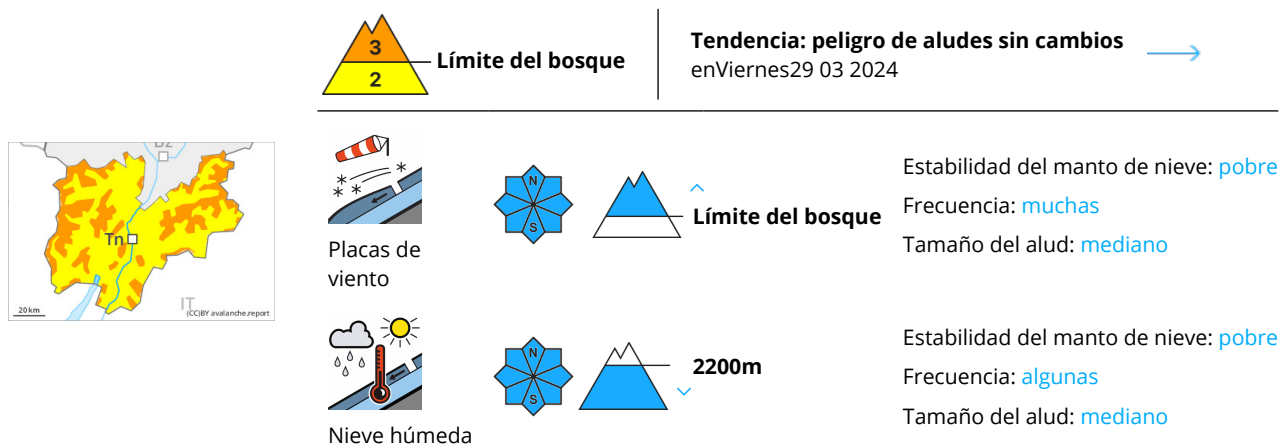 3
2
Límite del bosque
Tendencia: peligro de aludes sin cambios
enViernes29 03 2024
Bz
Tn
IT
20 km
(CC)BY avalanche.report
N
S
Placas de
viento
Límite del bosque
Estabilidad del manto de nieve: pobre
Frecuencia: muchas
Tamaño del alud: mediano
N
S
Nieve húmeda
2200m
Estabilidad del manto de nieve: pobre
Frecuencia: algunas
Tamaño del alud: mediano